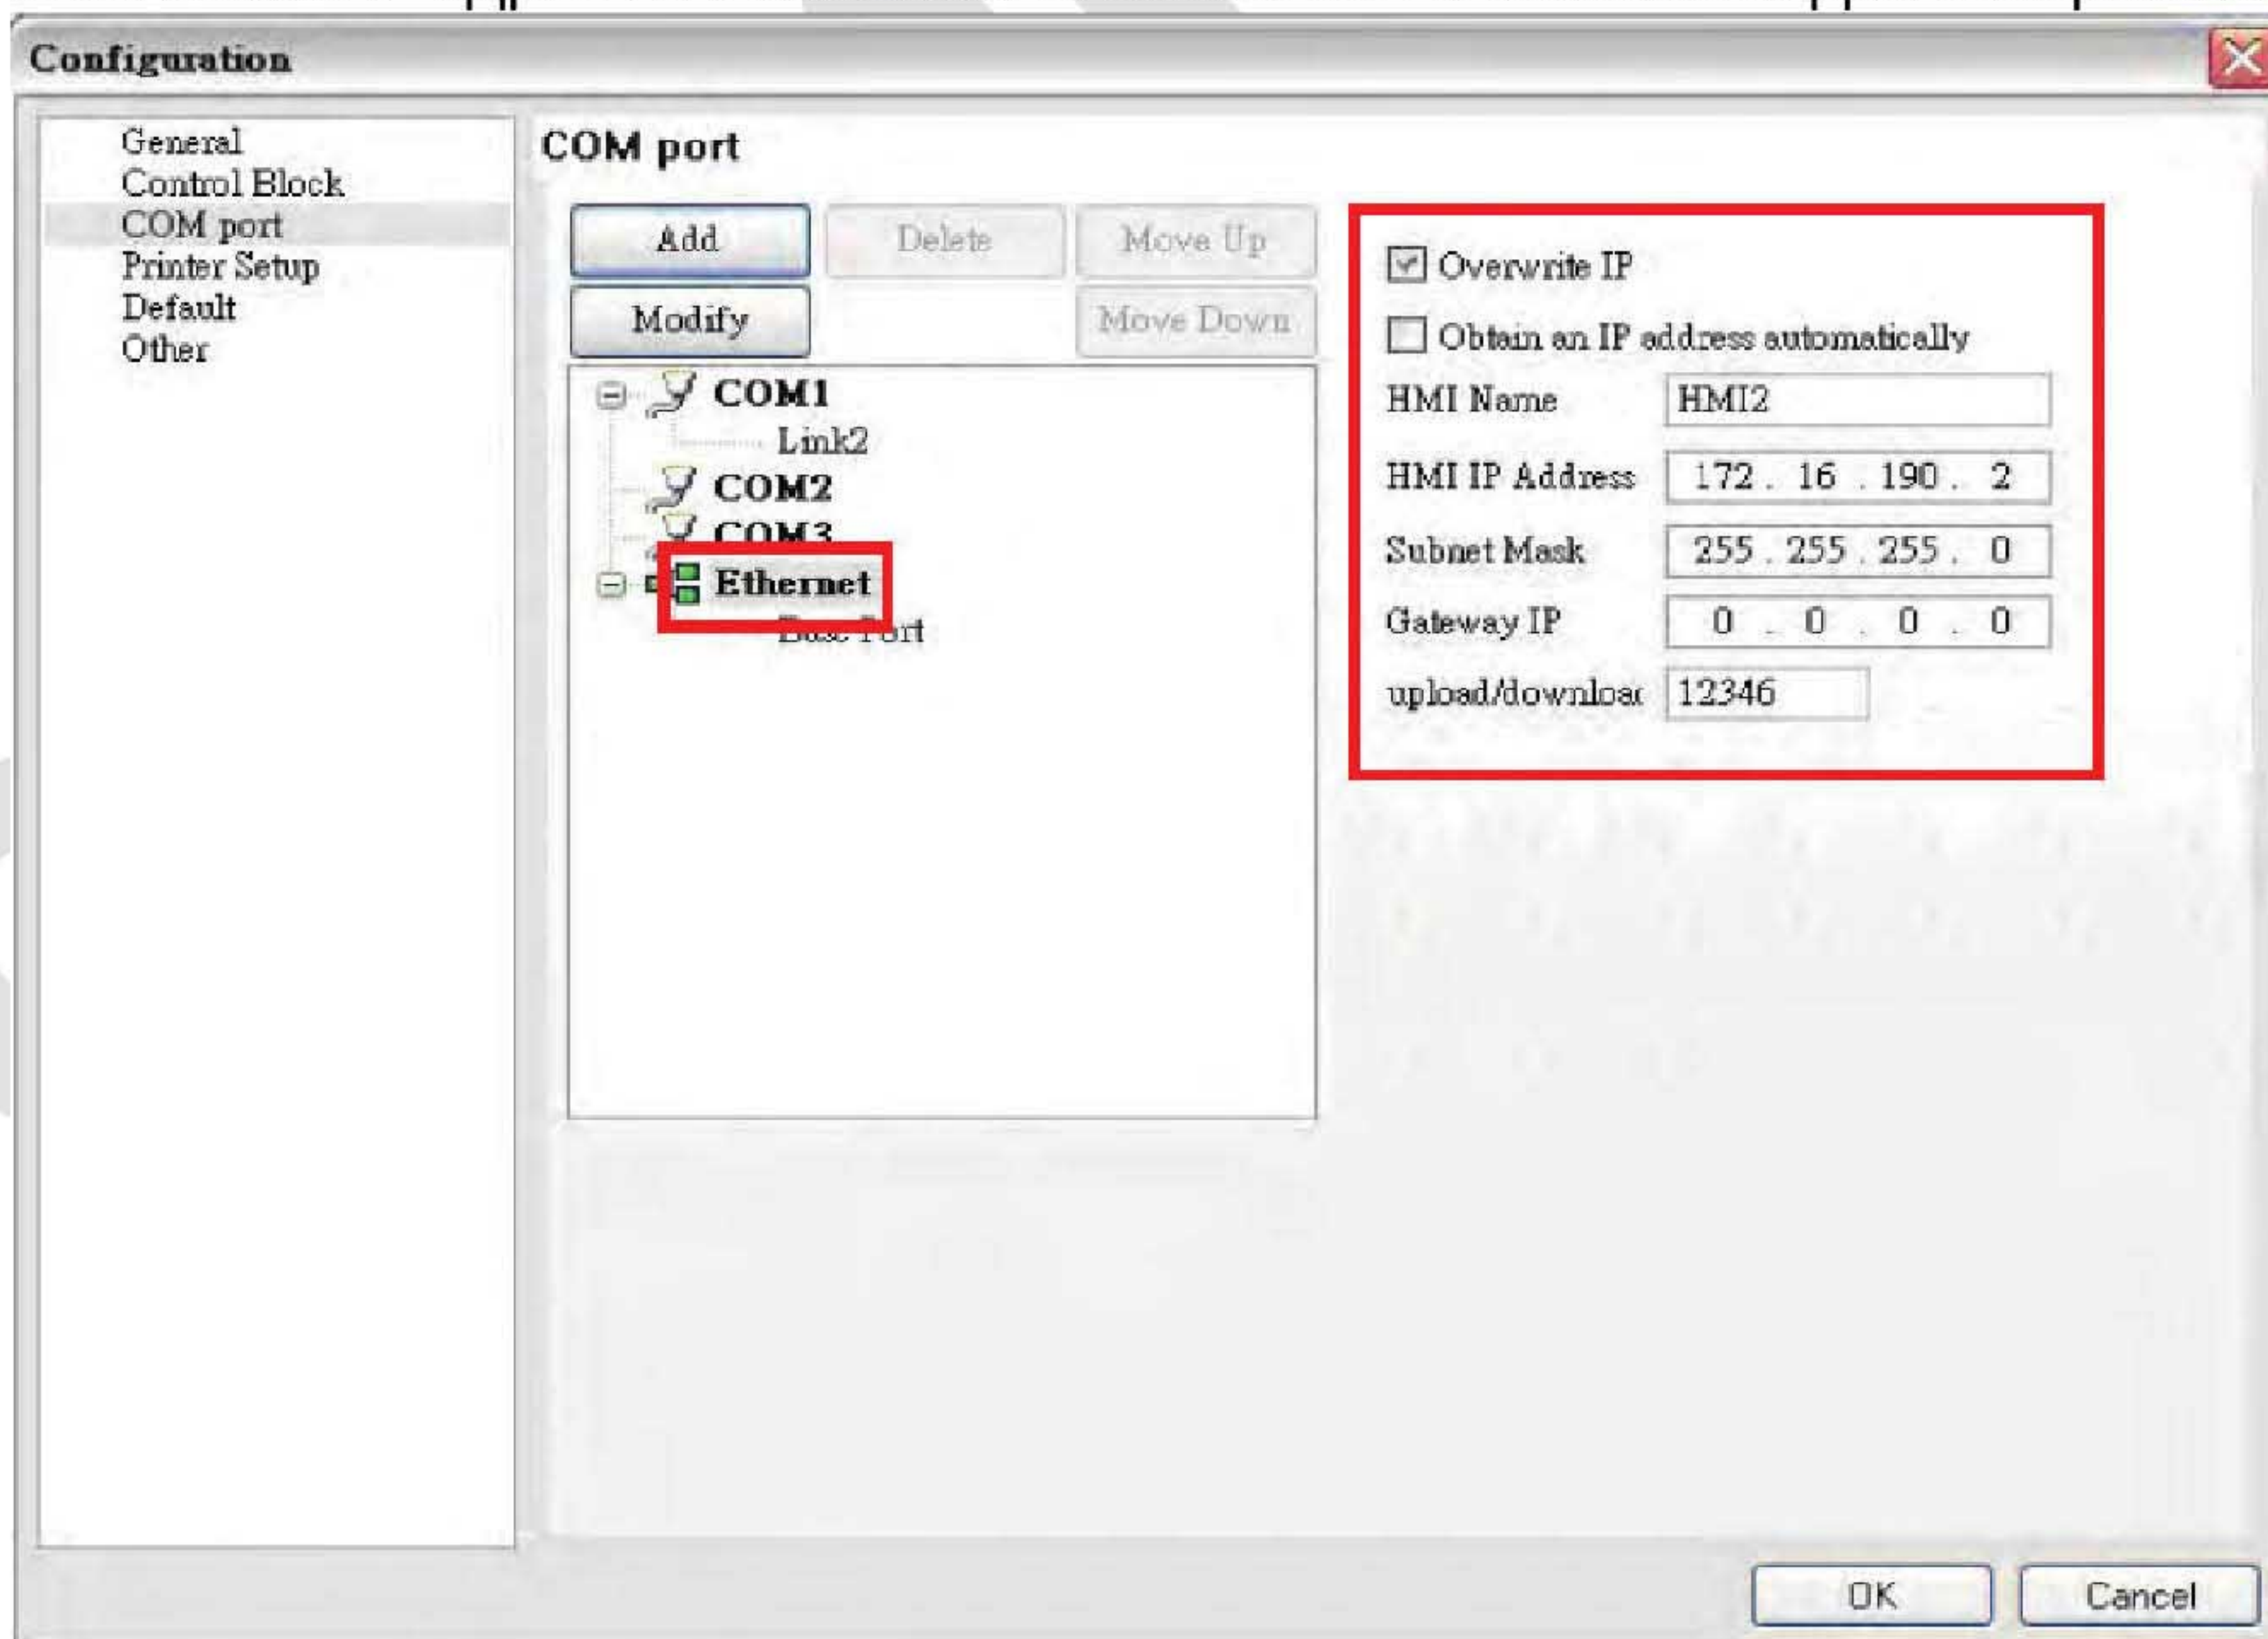 Configuration
General
Control Block
COM port
Printer Setup
Default
Other
COM port
Add
Delete
Move Up
Modify
Move Down
COM1
Link2
COM2
COM3
Ethernet
Port
Overwrite IP
Obtain an IP address automatically
HMI Name HMI2
HMI IP Address 172 . 16 . 190 . 2
Subnet Mask 255 . 255 . 255 . 0
Gateway IP 0 . 0 . 0 . 0
upload/downloa 12346
OK
Cancel